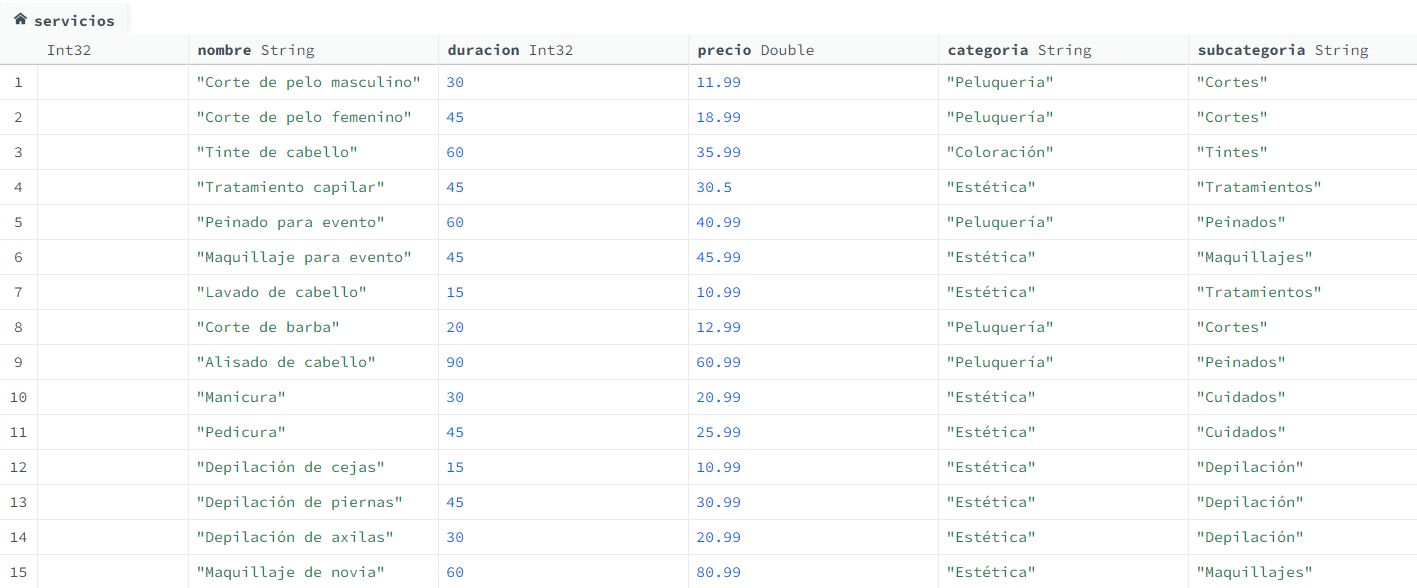 servicios
Int32 nombre String duracion Int32 precio Double categoria String subcategoria String
1 "Corte de pelo masculino" 30 11.99 "Peluqueria" "Cortes"
2 "Corte de pelo femenino" 45 18.99 "Peluquería" "Cortes"
3 "Tinte de cabello" 60 35.99 "Coloración" "Tintes"
4 "Tratamiento capilar" 45 30.5 "Estética" "Tratamientos"
5 "Peinado para evento" 60 40.99 "Peluquería" "Peinados"
6 "Maquillaje para evento" 45 45.99 "Estética" "Maquillajes"
7 "Lavado de cabello" 15 10.99 "Estética" "Tratamientos"
8 "Corte de barba" 20 12.99 "Peluquería" "Cortes"
9 "Alisado de cabello" 90 60.99 "Peluquería" "Peinados"
10 "Manicura" 30 20.99 "Estética" "Cuidados"
11 "Pedicura" 45 25.99 "Estética" "Cuidados"
12 "Depilación de cejas" 15 10.99 "Estética" "Depilación"
13 "Depilación de piernas" 45 30.99 "Estética" "Depilación"
14 "Depilación de axilas" 30 20.99 "Estética" "Depilación"
15 "Maquillaje de novia" 60 80.99 "Estética" "Maquillajes"